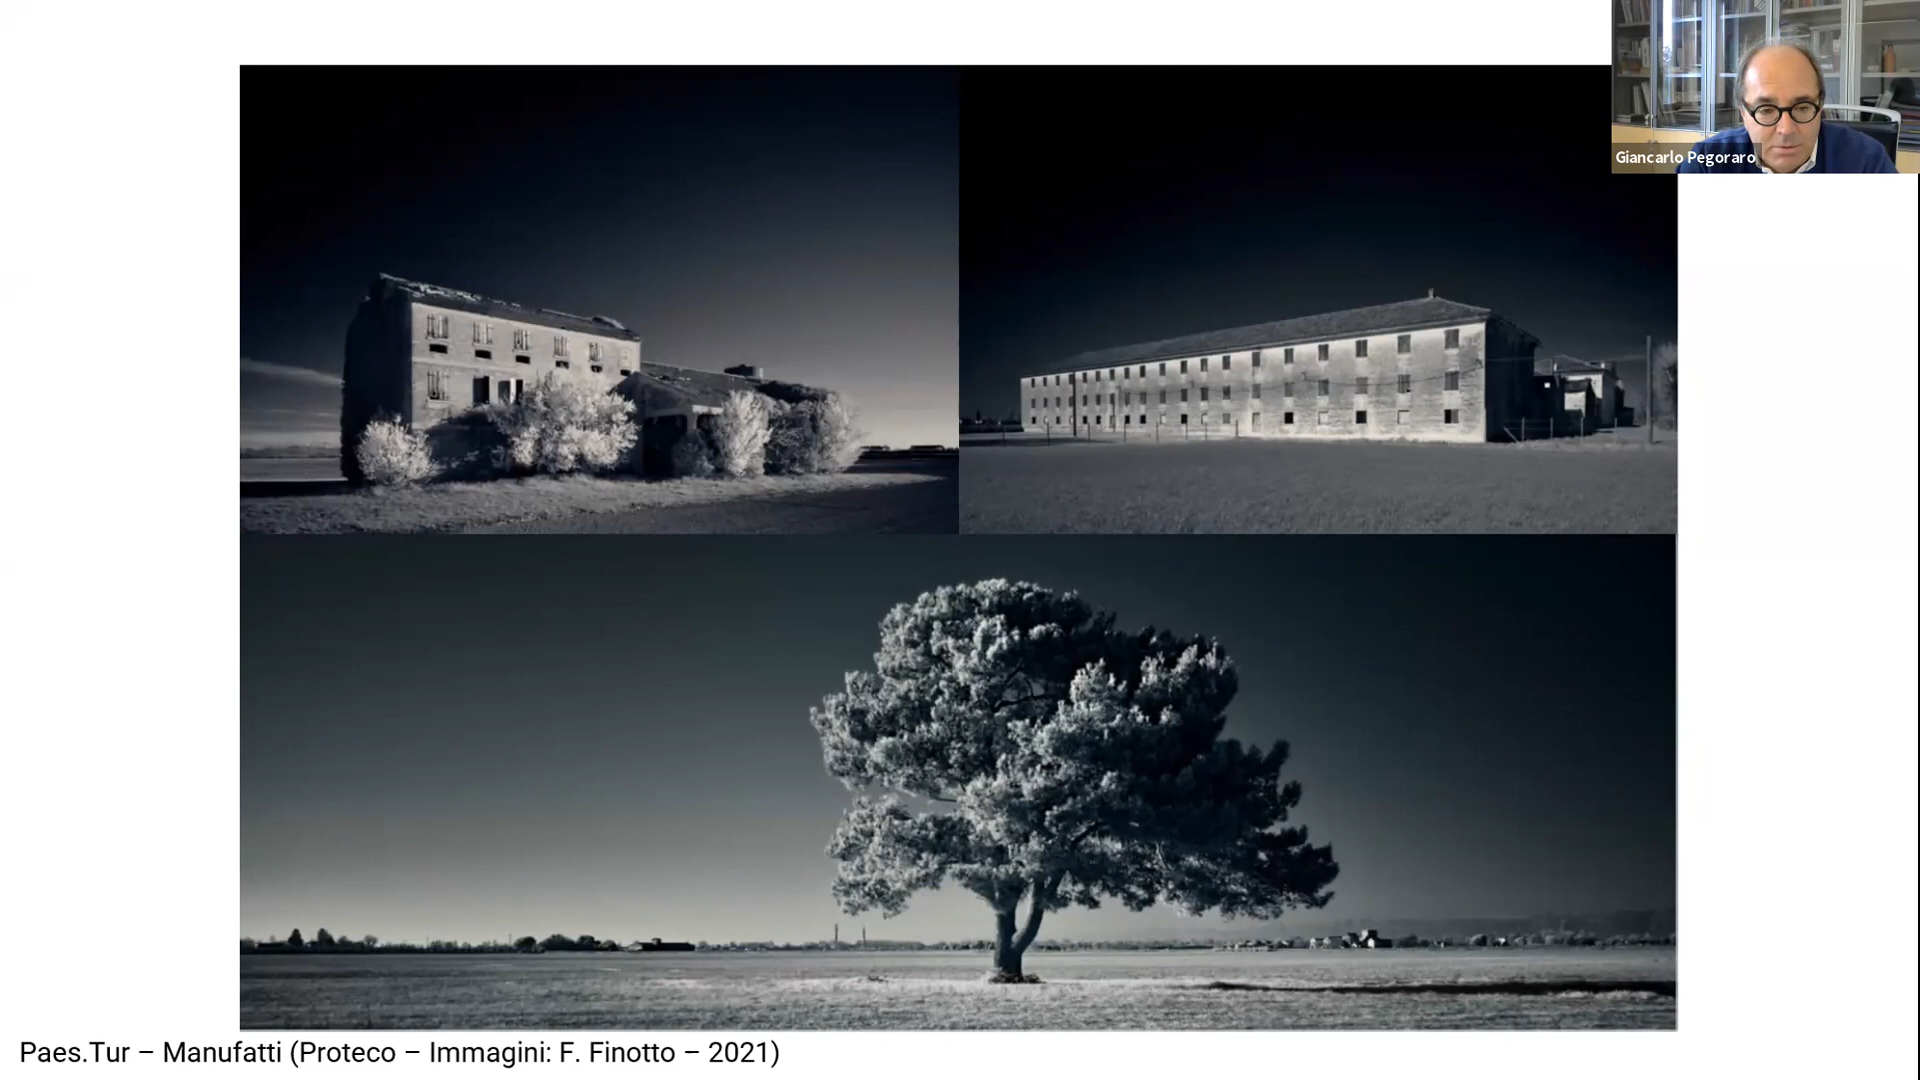 Giancarlo Pegoraro
Paes.Tur – Manufatti (Proteco – Immagini: F. Finotto – 2021)